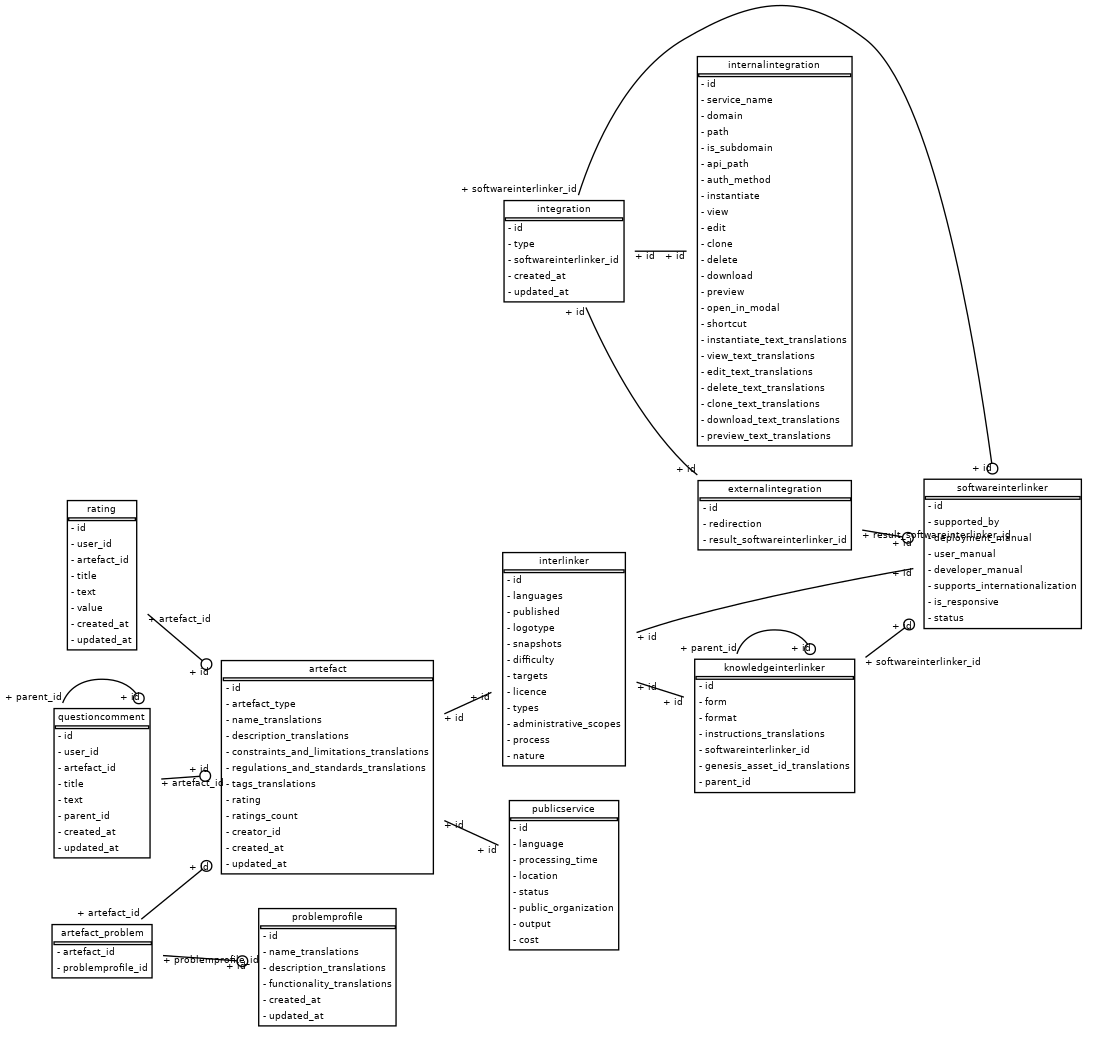 internalintegration
- id
- service_name
- domain
- path
- is_subdomain
- api_path
- auth_method
- instantiate
- view
- edit
- clone
- delete
- download
- preview
- open_in_modal
- shortcut
- instantiate_text_translations
- view_text_translations
- edit_text_translations
- delete_text_translations
- clone_text_translations
- download_text_translations
- preview_text_translations
+ softwareinterlinker_id
integration
- id
- type
- softwareinterlinker_id
- created_at
- updated_at
+ id
+ id
+ id
+ id
+ id
externalintegration
- id
- redirection
- result_softwareinterlinker_id
softwareinterlinker
- id
- supported_by
- deployment_manual
- user_manual
- developer_manual
- supports_internationalization
- is_responsive
- status
+ result_softwareinterlinker_id
+ id
+ id
+ id
rating
- id
- user_id
- artefact_id
- title
- text
- value
- created_at
- updated_at
+ artefact_id
+ id
interlinker
- id
- languages
- published
- logotype
- snapshots
- difficulty
- targets
- licence
- types
- administrative_scopes
- process
- nature
+ id
+ id
+ id
+ parent_id
+ id
+ softwareinterlinker_id
knowledgeinterlinker
- id
- form
- format
- instructions_translations
- softwareinterlinker_id
- genesis_asset_id_translations
- parent_id
artefact
- id
- artefact_type
- name_translations
- description_translations
- constraints_and_limitations_translations
- regulations_and_standards_translations
- tags_translations
- rating
- ratings_count
- creator_id
- created_at
- updated_at
+ id
+ id
+ id
+ id
+ parent_id
+ id
questioncomment
- id
- user_id
- artefact_id
- title
- text
- parent_id
- created_at
- updated_at
+ id
+ artefact_id
publicservice
- id
- language
- processing_time
- location
- status
- public_organization
- output
- cost
+ id
+ artefact_id
artefact_problem
- artefact_id
- problemprofile_id
+ problemprofile_id
+ id
problemprofile
- id
- name_translations
- description_translations
- functionality_translations
- created_at
- updated_at